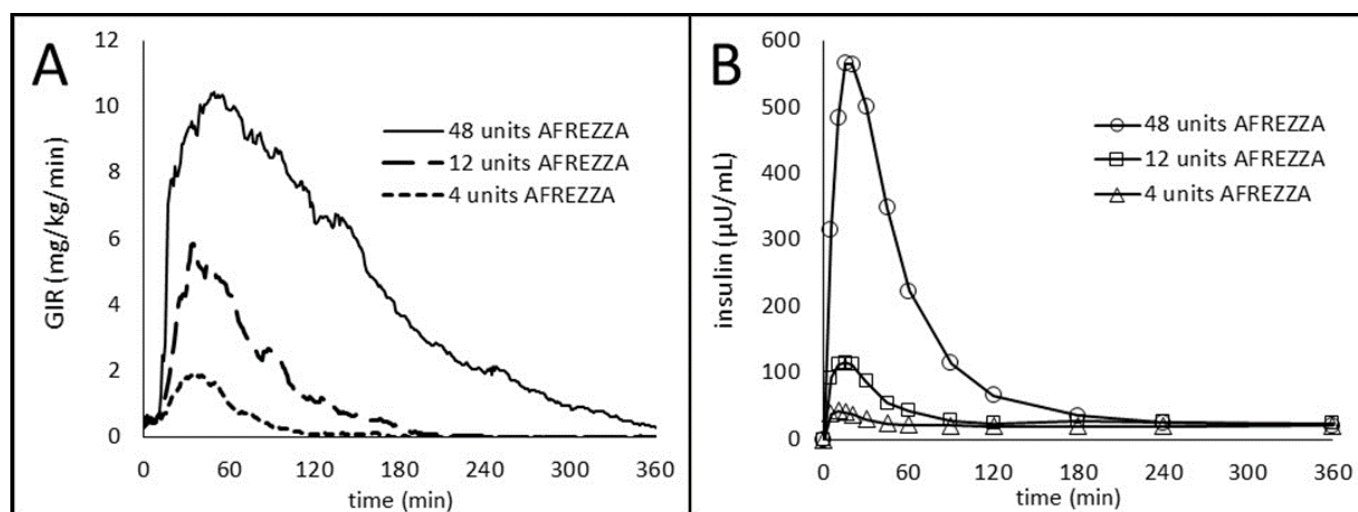 A
12
10
8
6
4
2
0
GIR (mg/kg/min)
48 units AFREZZA
12 units AFREZZA
4 units AFREZZA
0 60 120 180 240 300 360
time (min)
B
600
500
400
300
200
100
0
insulin (µU/mL)
48 units AFREZZA
12 units AFREZZA
4 units AFREZZA
0 60 120 180 240 300 360
time (min)